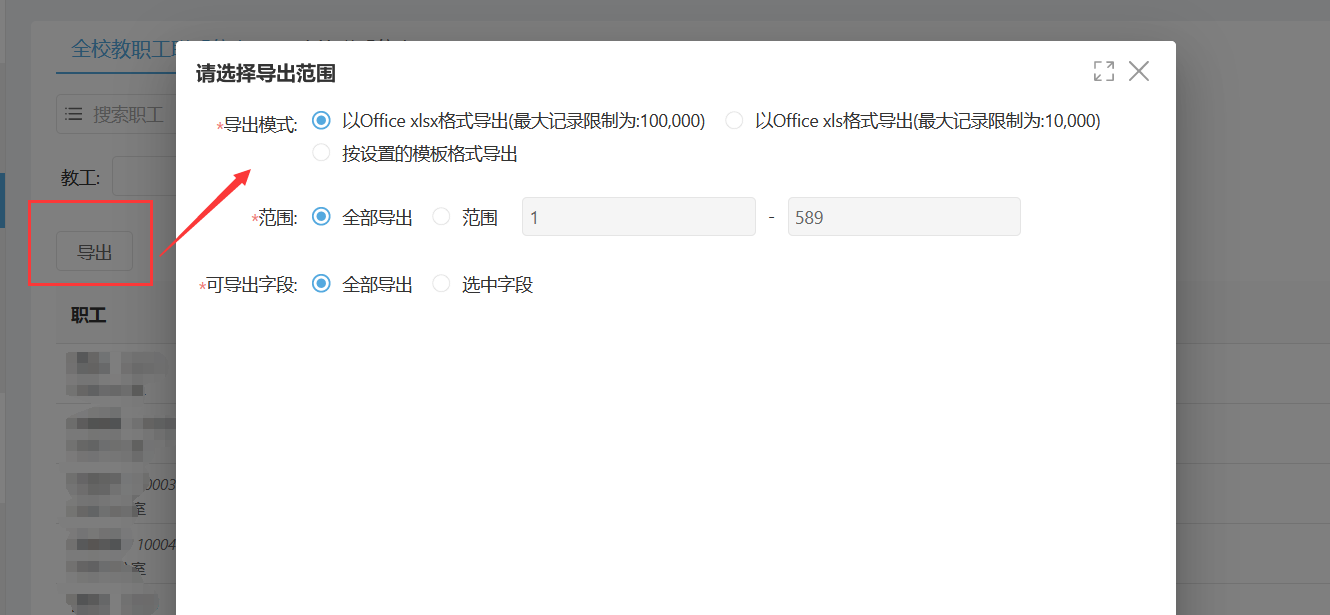 全校教职工
请选择导出范围
搜索职工
*导出模式: 以Office xlsx格式导出(最大记录限制为:100,000) 以Office xls格式导出(最大记录限制为:10,000)
按设置的模板格式导出
教工:
*范围: 全部导出 范围 1 - 589
导出
*可导出字段: 全部导出 选中字段
职工
0003
室
10004
室